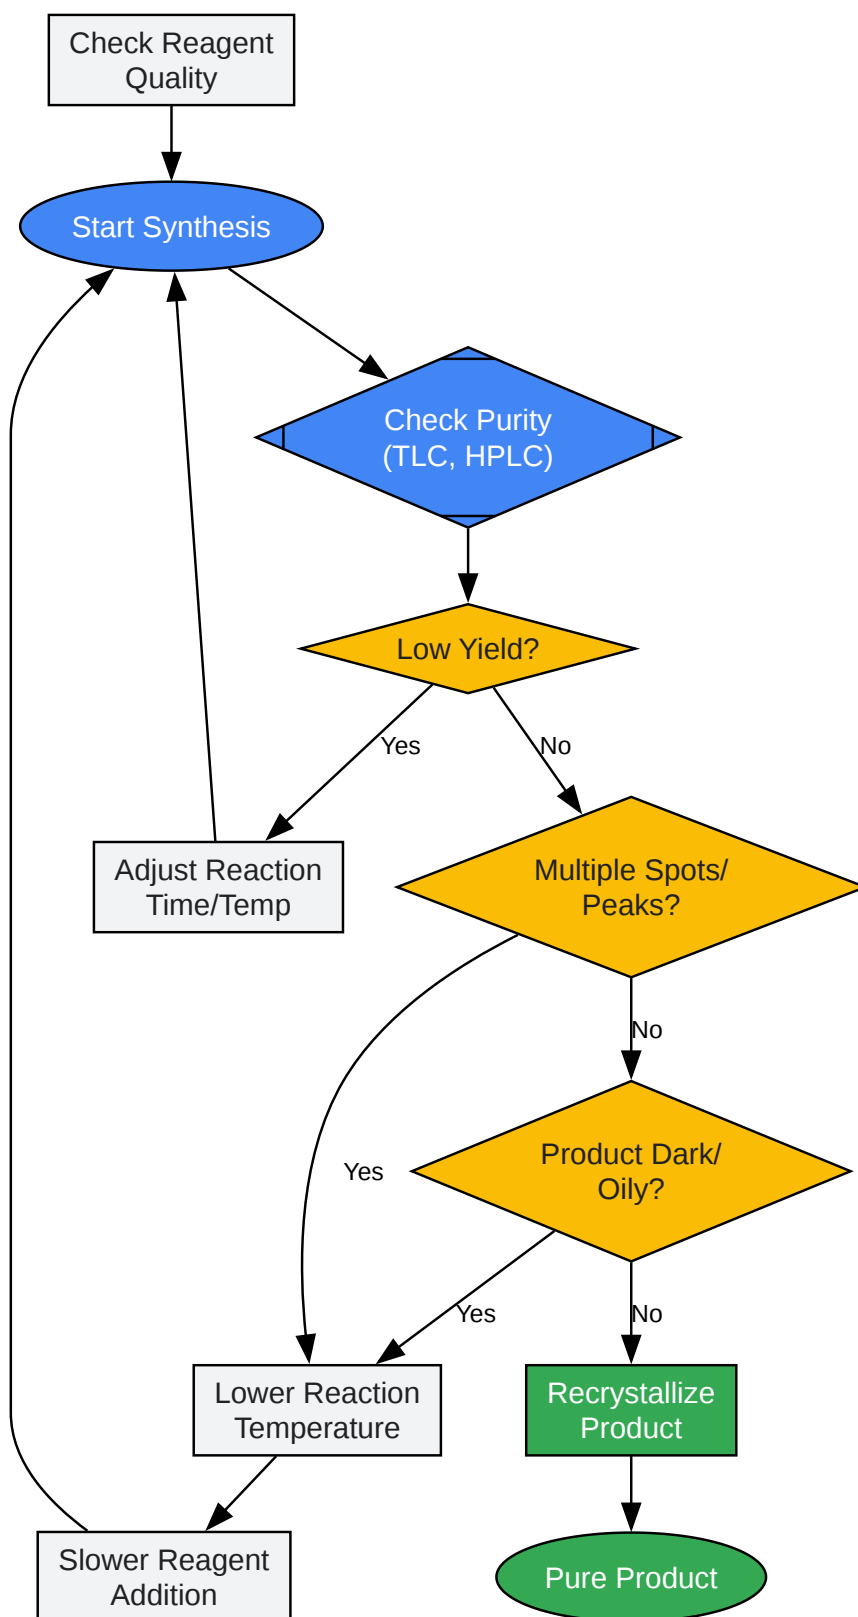 Check Reagent
Quality
Start Synthesis
Check Purity
(TLC, HPLC)
Low Yield?
Yes
No
Adjust Reaction
Time/Temp
Multiple Spots/
Peaks?
No
Product Dark/
Oily?
Yes
Yes
No
Lower Reaction
Temperature
Recrystallize
Product
Slower Reagent
Addition
Pure Product